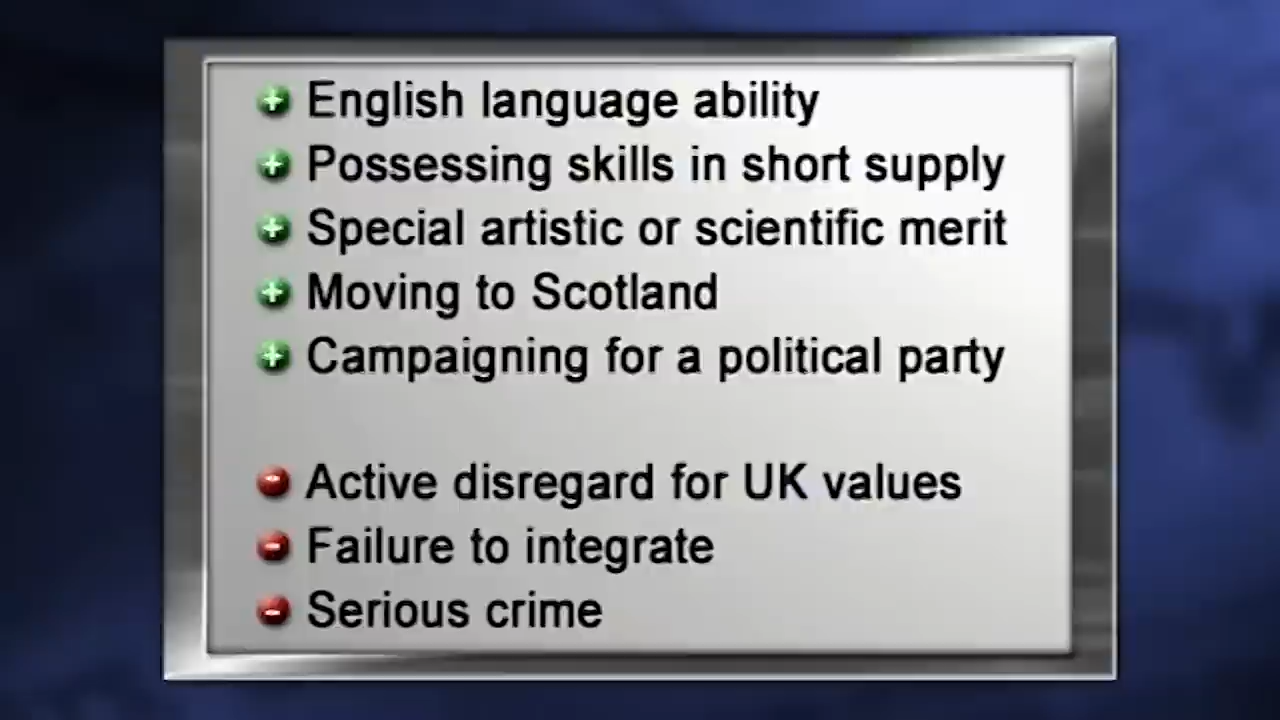 English language ability
Possessing skills in short supply
Special artistic or scientific merit
Moving to Scotland
Campaigning for a political party
Active disregard for UK values
Failure to integrate
Serious crime